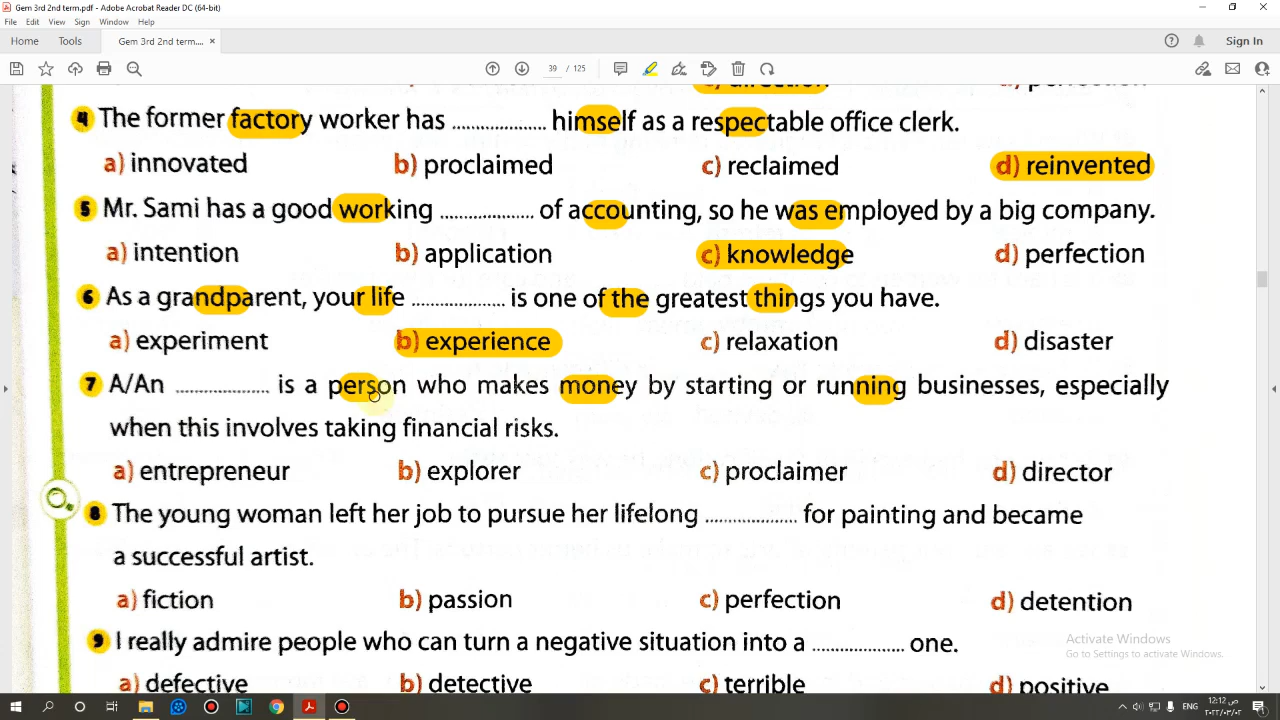 Gem 3rd 2nd term.pdf - Adobe Acrobat Reader DC (64-bit)
File Edit View Sign Window Help
Home Tools Gem 3rd 2nd term.... × Sign In
39 / 125
c) direction d) perfection
4 The former factory worker has ................ himself as a respectable office clerk.
a) innovated b) proclaimed c) reclaimed d) reinvented
5 Mr. Sami has a good working ................ of accounting, so he was employed by a big company.
a) intention b) application c) knowledge d) perfection
6 As a grandparent, your life ................ is one of the greatest things you have.
a) experiment b) experience c) relaxation d) disaster
7 A/An ................ is a person who makes money by starting or running businesses, especially
when this involves taking financial risks.
a) entrepreneur b) explorer c) proclaimer d) director
8 The young woman left her job to pursue her lifelong ................ for painting and became
a successful artist.
a) fiction b) passion c) perfection d) detention
9 I really admire people who can turn a negative situation into a ................ one.
a) defective b) detective c) terrible d) positive
Activate Windows
Go to Settings to activate Windows.
ENG 12:12 ص